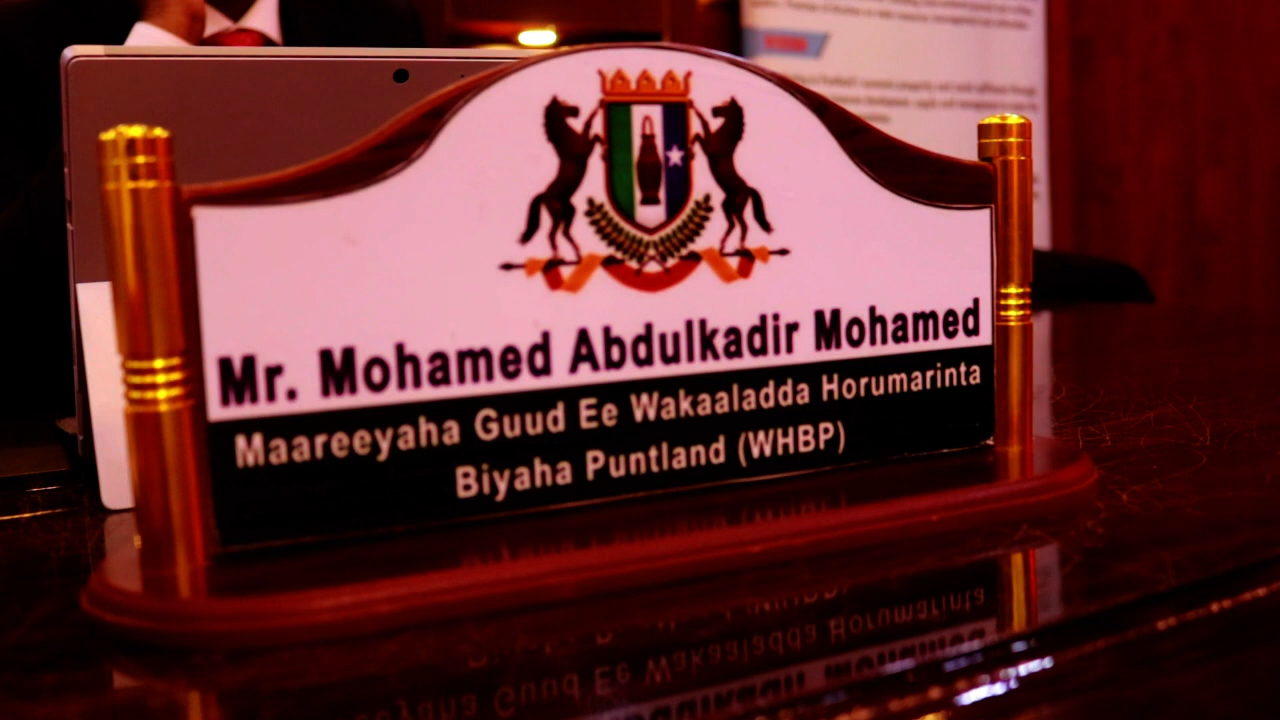 Mr. Mohamed Abdulkadir Mohamed
Maareeyaha Guud Ee Wakaaladda Horumarinta
Biyaha Puntland (WHBP)